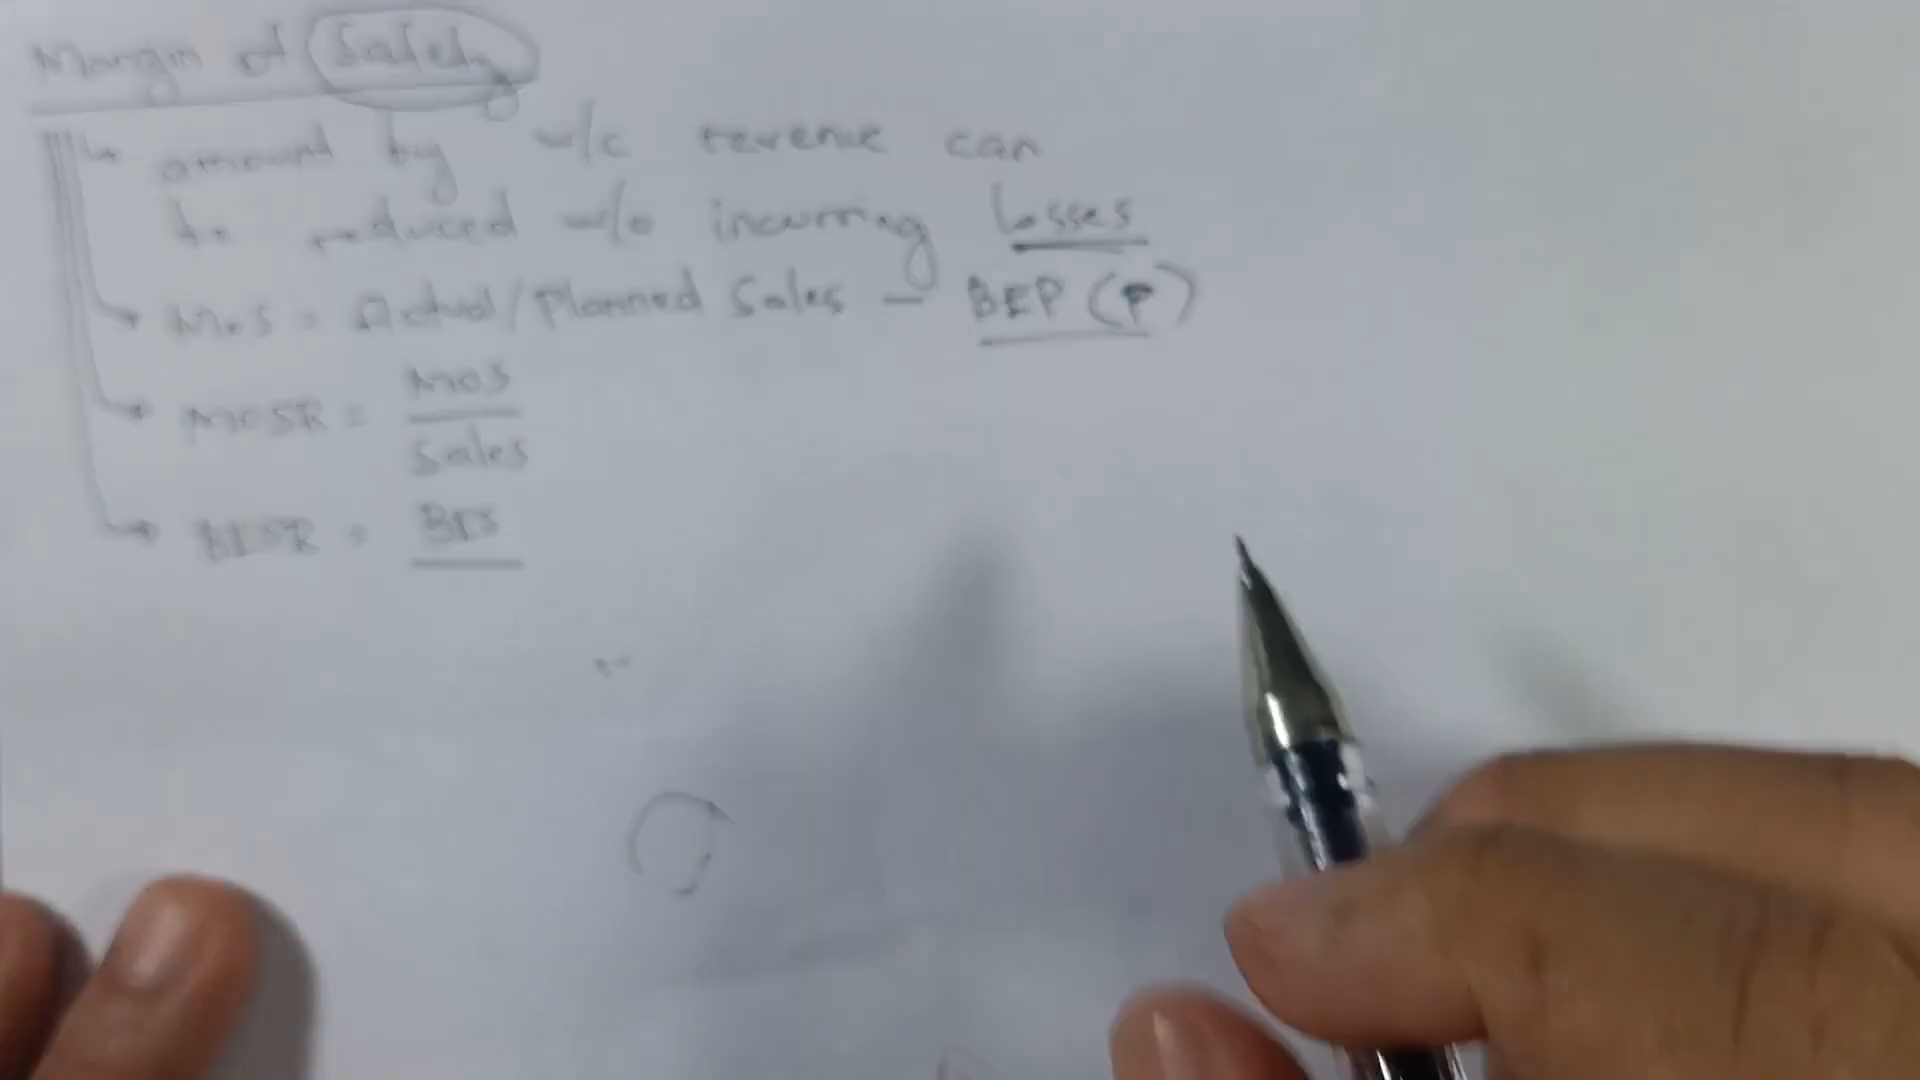 Margin of Safety
amount by w/c revenue can
be reduced w/o incurring losses
MOS = Actual/Planned Sales - BEP (P)
MOSR = MOS
Sales
BESR = BES